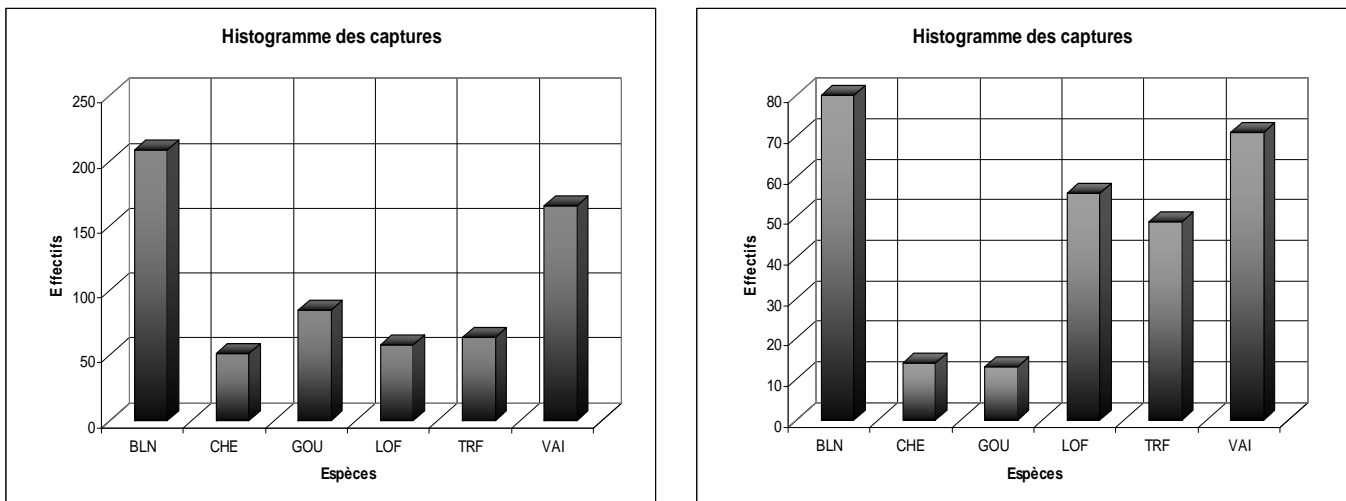 Histogramme des captures
250
200
150
100
50
0
Effectifs
BLN CHE GOU LOF TRF VAI
Espèces
Histogramme des captures
80
70
60
50
40
30
20
10
0
Effectifs
BLN CHE GOU LOF TRF VAI
Espèces